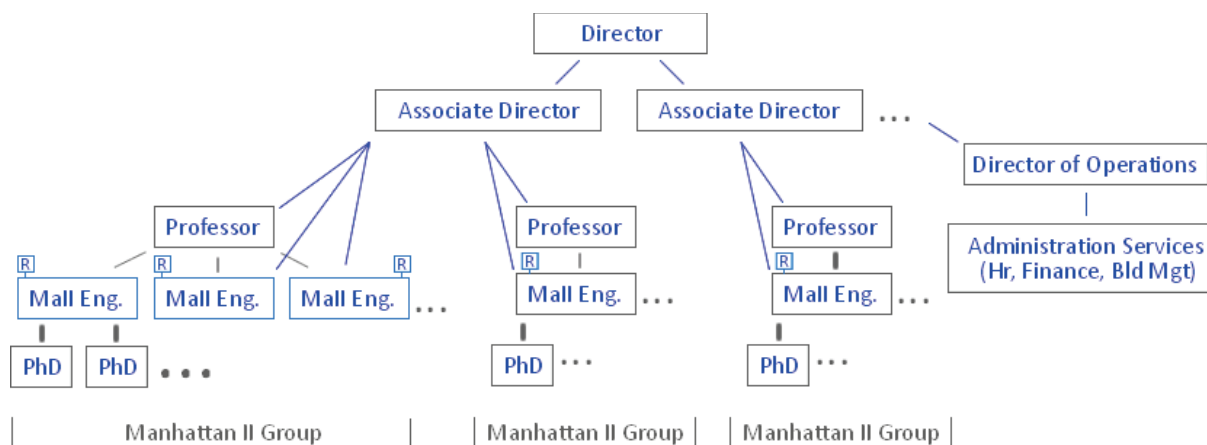 Director
Associate Director
Associate Director
...
Director of Operations
Professor
Professor
Professor
Administration Services
(Hr, Finance, Bld Mgt)
R
R
R
R
R
Mall Eng.
Mall Eng.
Mall Eng.
...
Mall Eng.
...
Mall Eng.
...
PhD
PhD
...
PhD
...
PhD
...
Manhattan II Group
Manhattan II Group
Manhattan II Group